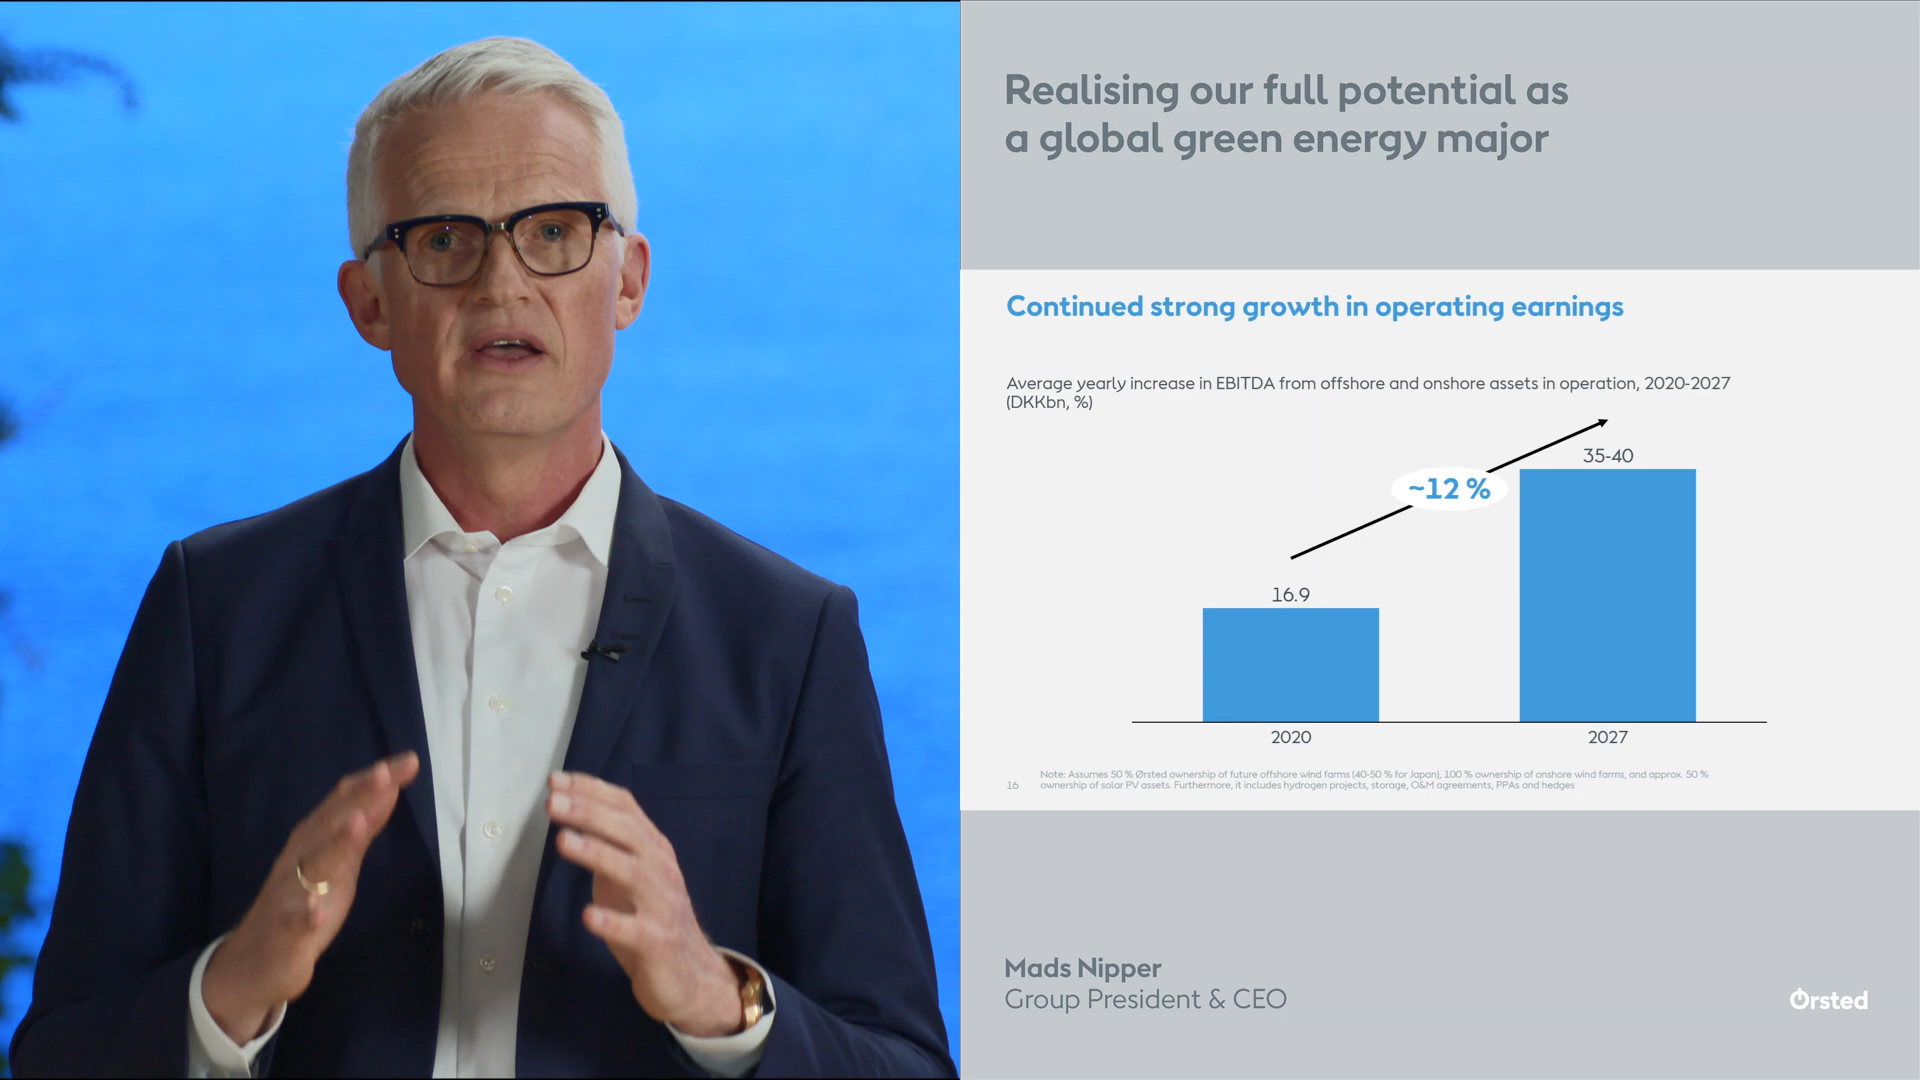 Realising our full potential as
a global green energy major
Continued strong growth in operating earnings
Average yearly increase in EBITDA from offshore and onshore assets in operation, 2020-2027
(DKKbn, %)
35-40
~12 %
16.9
2020
2027
Note: Assumes 50 % Ørsted ownership of future offshore wind farms (40-50 % for Japan), 100 % ownership of onshore wind farms, and approx. 50 %
16 ownership of solar PV assets. Furthermore, it includes hydrogen projects, storage, O&M agreements, PPAs and hedges
Mads Nipper
Group President & CEO
Ørsted